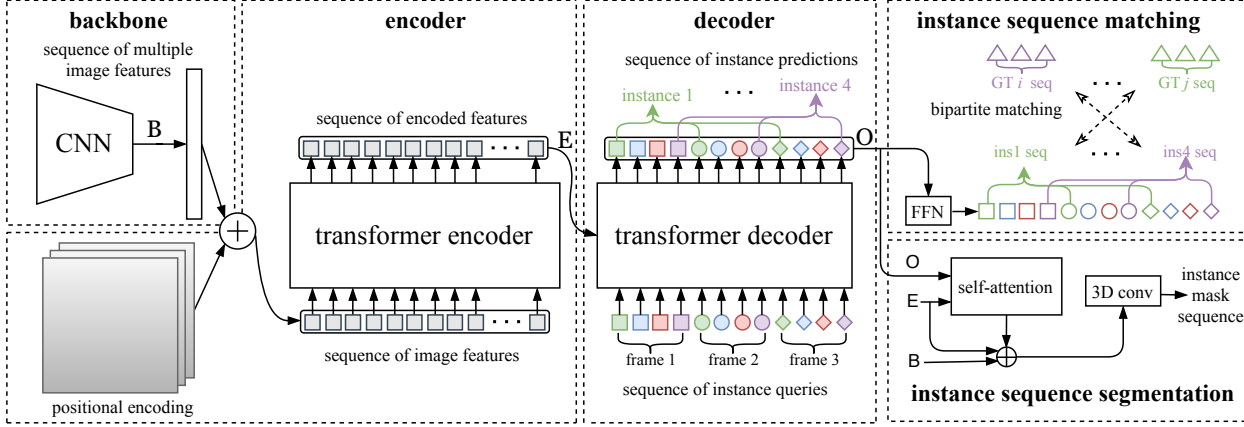 backbone
sequence of multiple
image features
CNN
B
positional encoding
encoder
sequence of encoded features
E
transformer encoder
sequence of image features
decoder
sequence of instance predictions
instance 1
instance 4
O
transformer decoder
frame 1
frame 2
frame 3
sequence of instance queries
instance sequence matching
GT i seq
GT j seq
bipartite matching
ins1 seq
ins4 seq
FFN
O
E
B
self-attention
3D conv
instance
mask
sequence
instance sequence segmentation